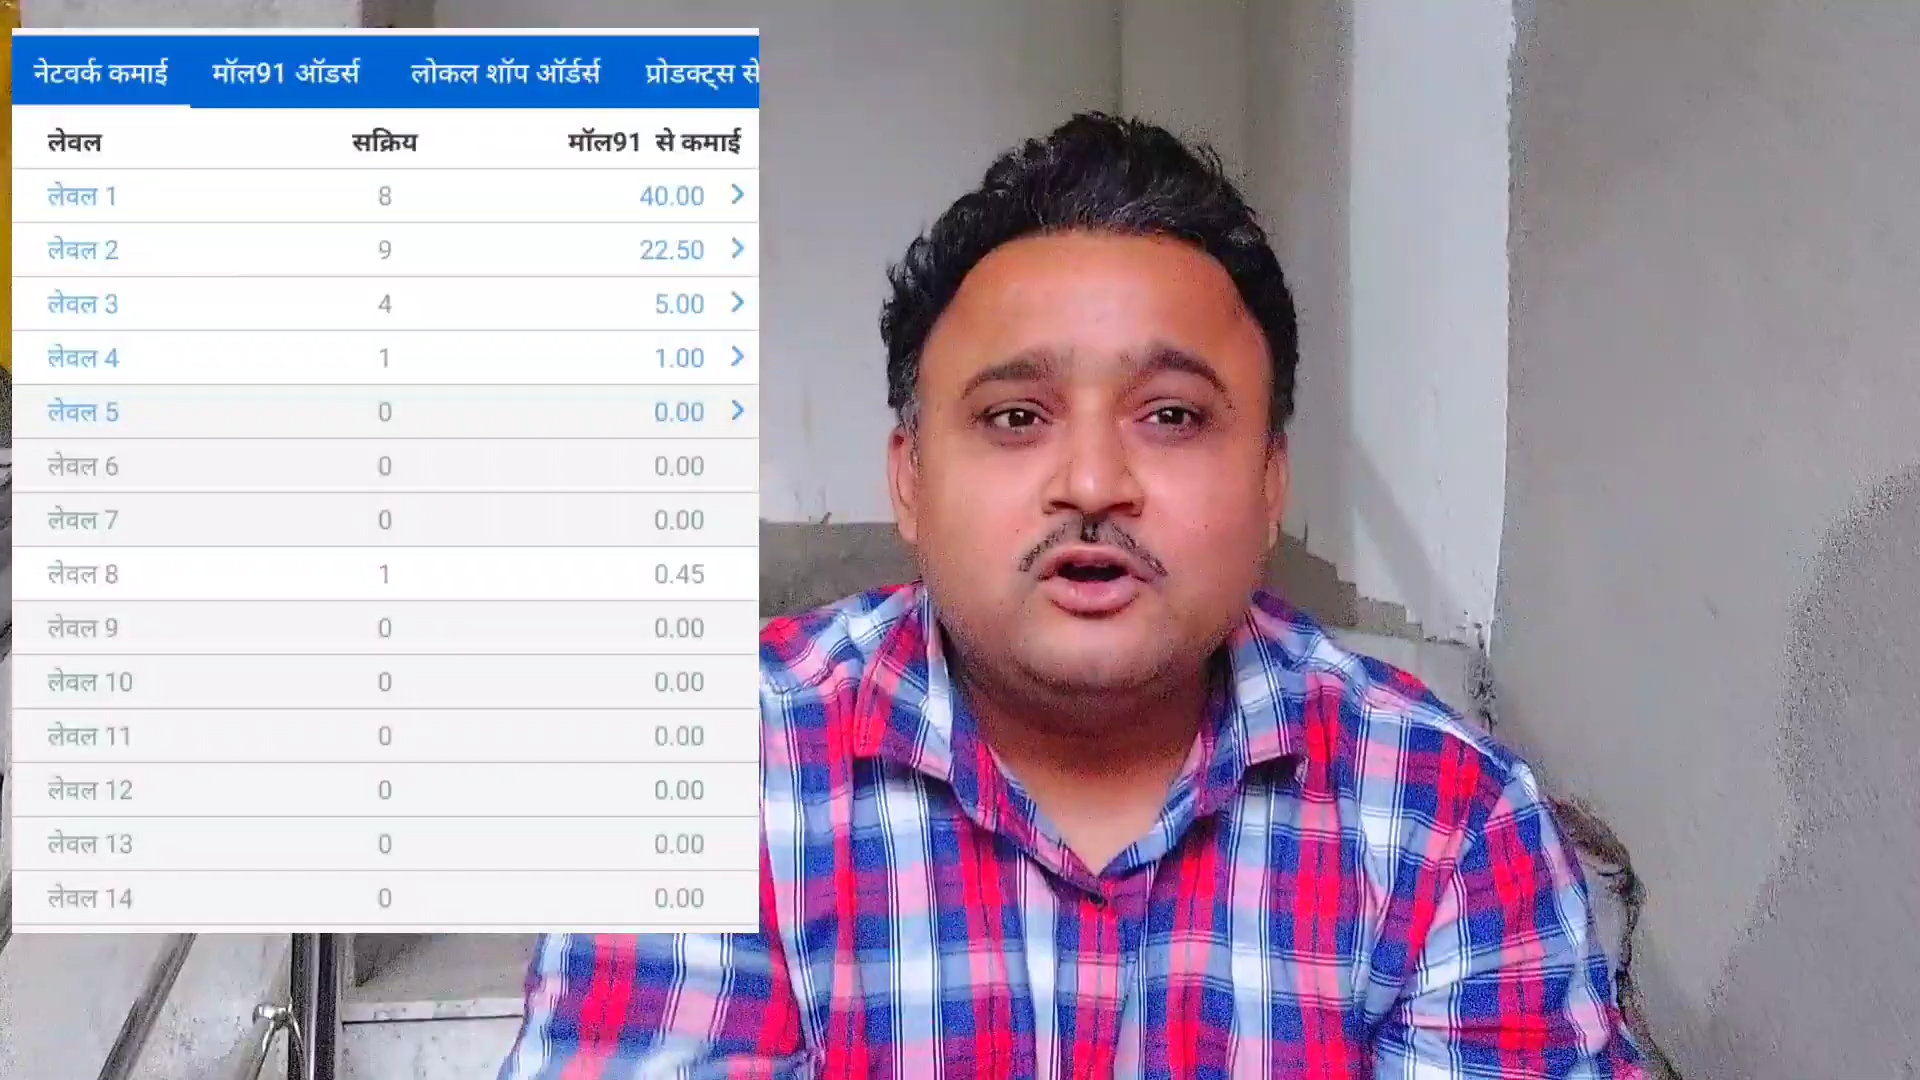 नेटवर्क कमाई मॉल91 ऑडर्स लोकल शॉप ऑर्डर्स प्रोडक्ट्स से
लेवल सक्रिय मॉल91 से कमाई
लेवल 1 8 40.00
लेवल 2 9 22.50
लेवल 3 4 5.00
लेवल 4 1 1.00
लेवल 5 0 0.00
लेवल 6 0 0.00
लेवल 7 0 0.00
लेवल 8 1 0.45
लेवल 9 0 0.00
लेवल 10 0 0.00
लेवल 11 0 0.00
लेवल 12 0 0.00
लेवल 13 0 0.00
लेवल 14 0 0.00